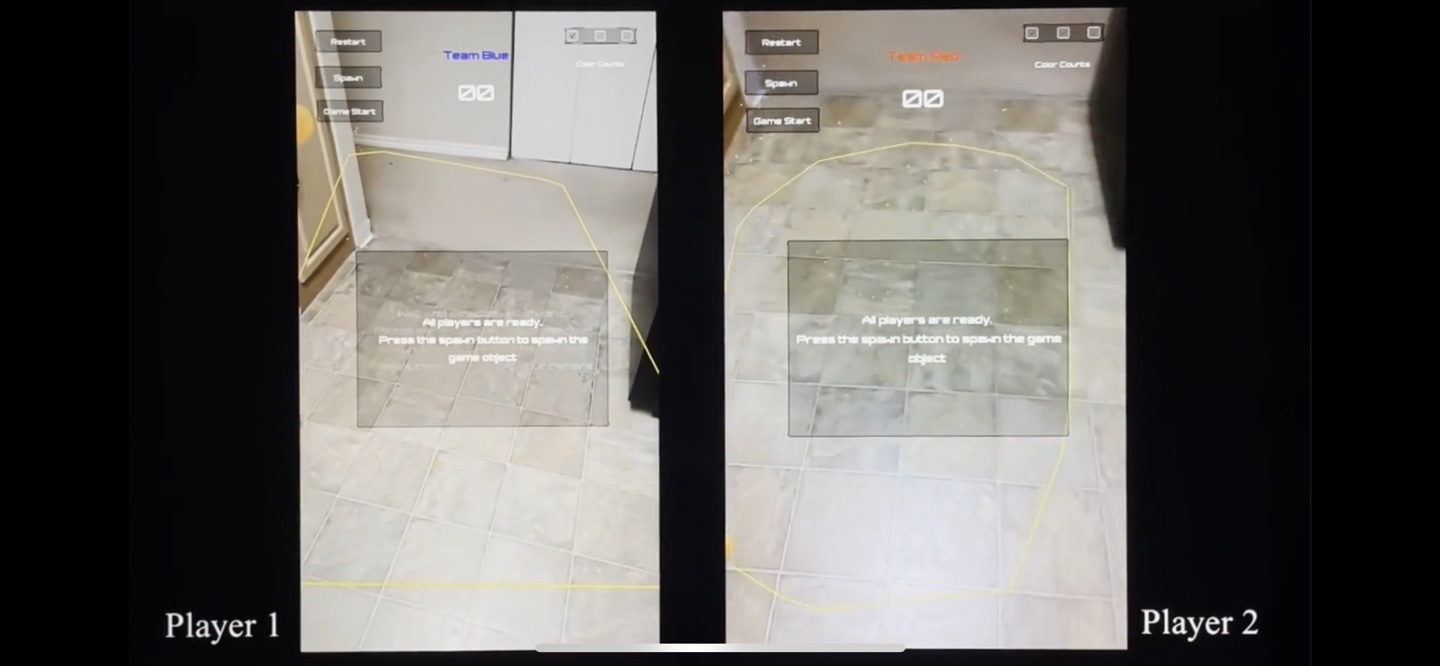 Restart
Spawn
Game Start
Team Blue
00
Color Counts
All players are ready.
Press the spawn button to spawn the
game object
Player 1
Restart
Spawn
Game Start
Team Red
00
Color Counts
All players are ready.
Press the spawn button to spawn the game
object
Player 2